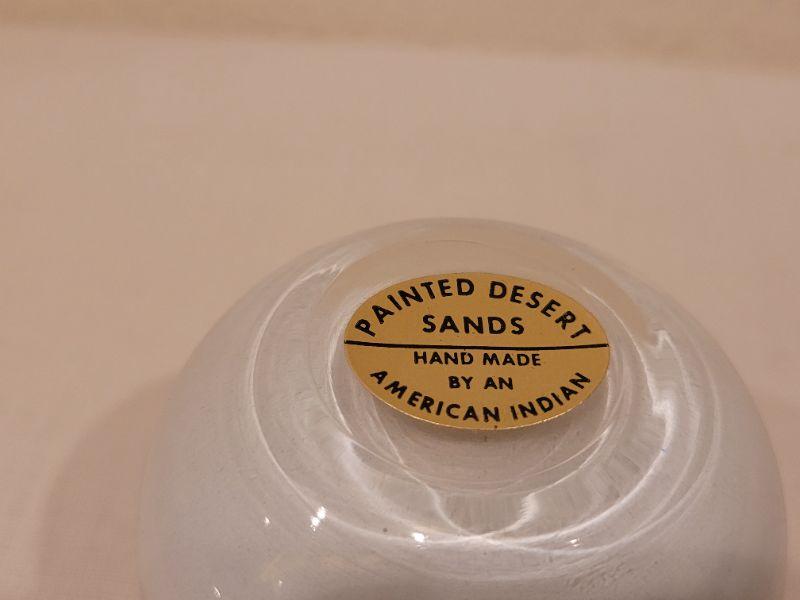 PAINTED DESERT
SANDS
HAND MADE
BY AN
AMERICAN INDIAN